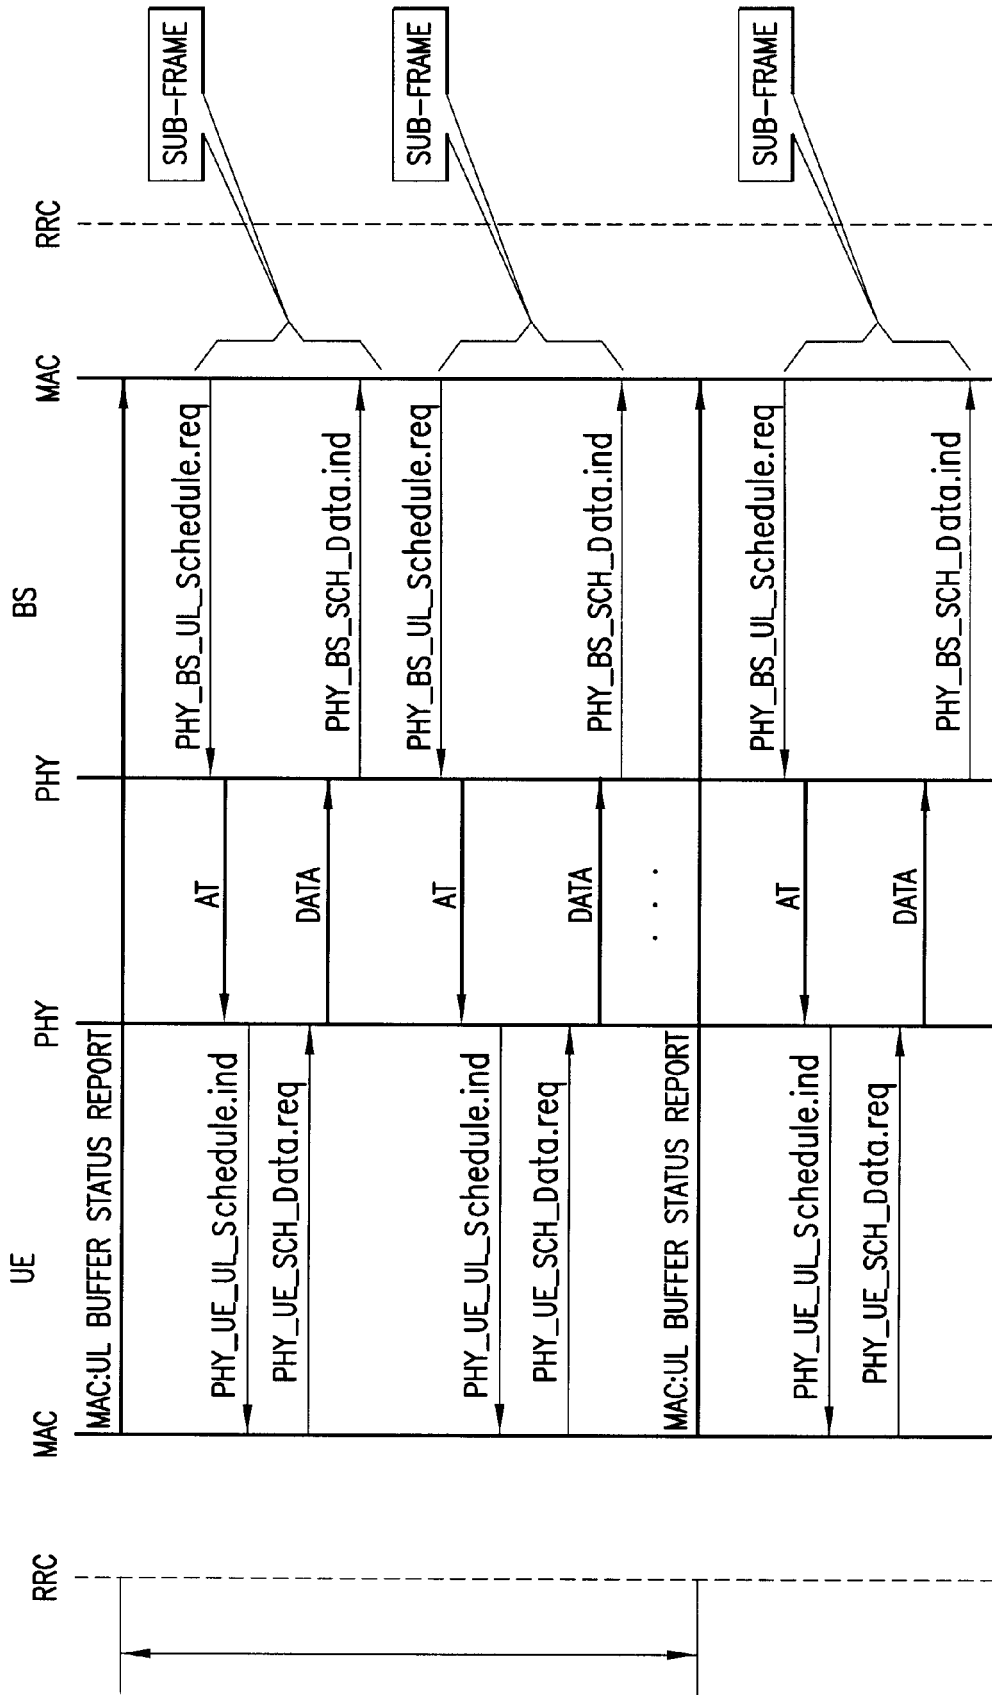 UE
BS
RRC
MAC
PHY
PHY
MAC
RRC
MAC:UL BUFFER STATUS REPORT
SUB-FRAME
PHY_BS_UL_Schedule.req
AT
PHY_UE_UL_Schedule.ind
PHY_UE_SCH_Data.req
DATA
PHY_BS_SCH_Data.ind
SUB-FRAME
PHY_BS_UL_Schedule.req
AT
PHY_UE_UL_Schedule.ind
PHY_UE_SCH_Data.req
DATA
PHY_BS_SCH_Data.ind
. . .
MAC:UL BUFFER STATUS REPORT
SUB-FRAME
PHY_BS_UL_Schedule.req
AT
PHY_UE_UL_Schedule.ind
PHY_UE_SCH_Data.req
DATA
PHY_BS_SCH_Data.ind